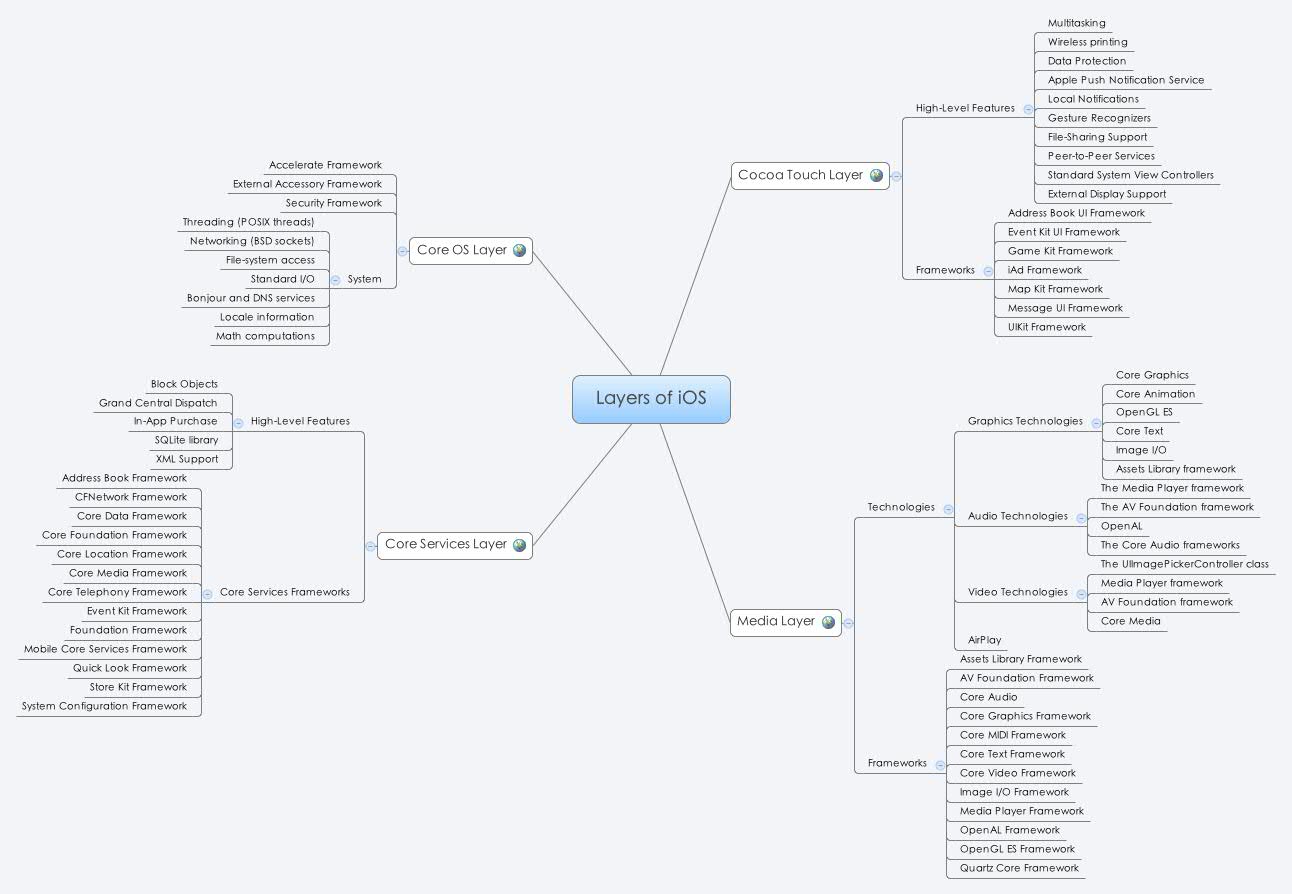 Layers of iOS
Cocoa Touch Layer
High-Level Features
Multitasking
Wireless printing
Data Protection
Apple Push Notification Service
Local Notifications
Gesture Recognizers
File-Sharing Support
Peer-to-Peer Services
Standard System View Controllers
External Display Support
Frameworks
Address Book UI Framework
Event Kit UI Framework
Game Kit Framework
iAd Framework
Map Kit Framework
Message UI Framework
UIKit Framework
Media Layer
Technologies
Graphics Technologies
Core Graphics
Core Animation
OpenGL ES
Core Text
Image I/O
Assets Library framework
Audio Technologies
The Media Player framework
The AV Foundation framework
OpenAL
The Core Audio frameworks
Video Technologies
The UIImagePickerController class
Media Player framework
AV Foundation framework
Core Media
AirPlay
Frameworks
Assets Library Framework
AV Foundation Framework
Core Audio
Core Graphics Framework
Core MIDI Framework
Core Text Framework
Core Video Framework
Image I/O Framework
Media Player Framework
OpenAL Framework
OpenGL ES Framework
Quartz Core Framework
Core Services Layer
High-Level Features
Block Objects
Grand Central Dispatch
In-App Purchase
SQLite library
XML Support
Core Services Frameworks
Address Book Framework
CFNetwork Framework
Core Data Framework
Core Foundation Framework
Core Location Framework
Core Media Framework
Core Telephony Framework
Event Kit Framework
Foundation Framework
Mobile Core Services Framework
Quick Look Framework
Store Kit Framework
System Configuration Framework
Core OS Layer
Accelerate Framework
External Accessory Framework
Security Framework
System
Threading (POSIX threads)
Networking (BSD sockets)
File-system access
Standard I/O
Bonjour and DNS services
Locale information
Math computations